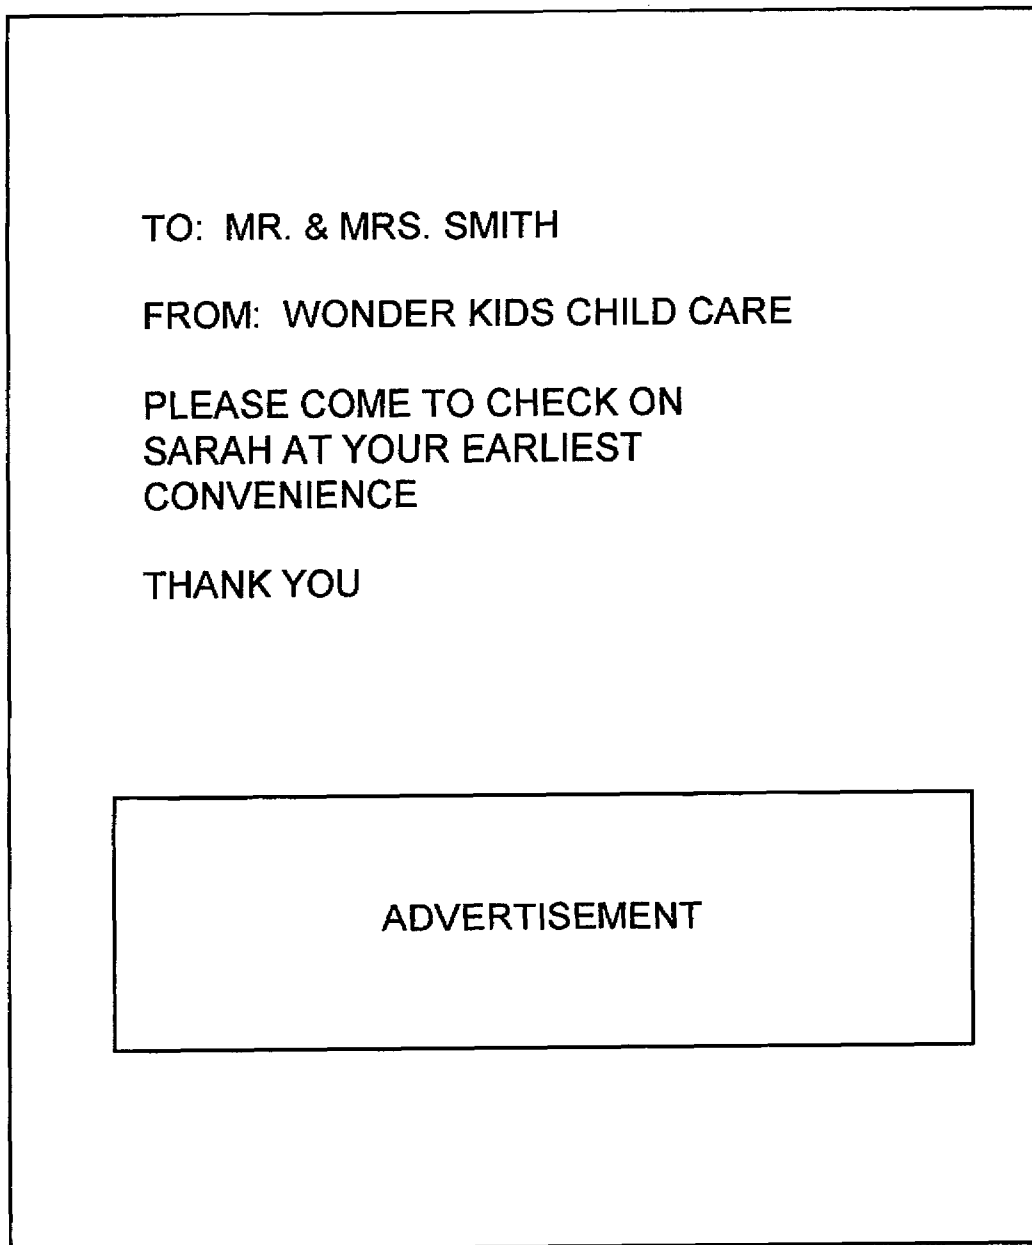 TO: MR. & MRS. SMITH
FROM: WONDER KIDS CHILD CARE
PLEASE COME TO CHECK ON
SARAH AT YOUR EARLIEST
CONVENIENCE
THANK YOU
ADVERTISEMENT